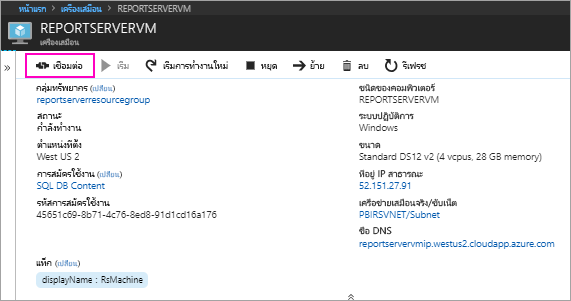 หน้าแรก > เครื่องเสมือน > REPORTSERVERVM
REPORTSERVERVM
เครื่องเสมือน
เชื่อมต่อ เริ่ม เริ่มการทำงานใหม่ หยุด ย้าย ลบ รีเฟรช
กลุ่มทรัพยากร (เปลี่ยน)
reportserverresourcegroup
สถานะ
กำลังทำงาน
ตำแหน่งที่ตั้ง
West US 2
การสมัครใช้งาน (เปลี่ยน)
SQL DB Content
รหัสการสมัครใช้งาน
45651c69-8b71-4c76-8ed8-91d1cd16a176
ชนิดของคอมพิวเตอร์
REPORTSERVERVM
ระบบปฏิบัติการ
Windows
ขนาด
Standard DS12 v2 (4 vcpus, 28 GB memory)
ที่อยู่ IP สาธารณะ
52.151.27.91
เครือข่ายเสมือนจริง/ซับเน็ต
PBIRSVNET/Subnet
ชื่อ DNS
reportservervmip.westus2.cloudapp.azure.com
แท็ก (เปลี่ยน)
displayName : RsMachine